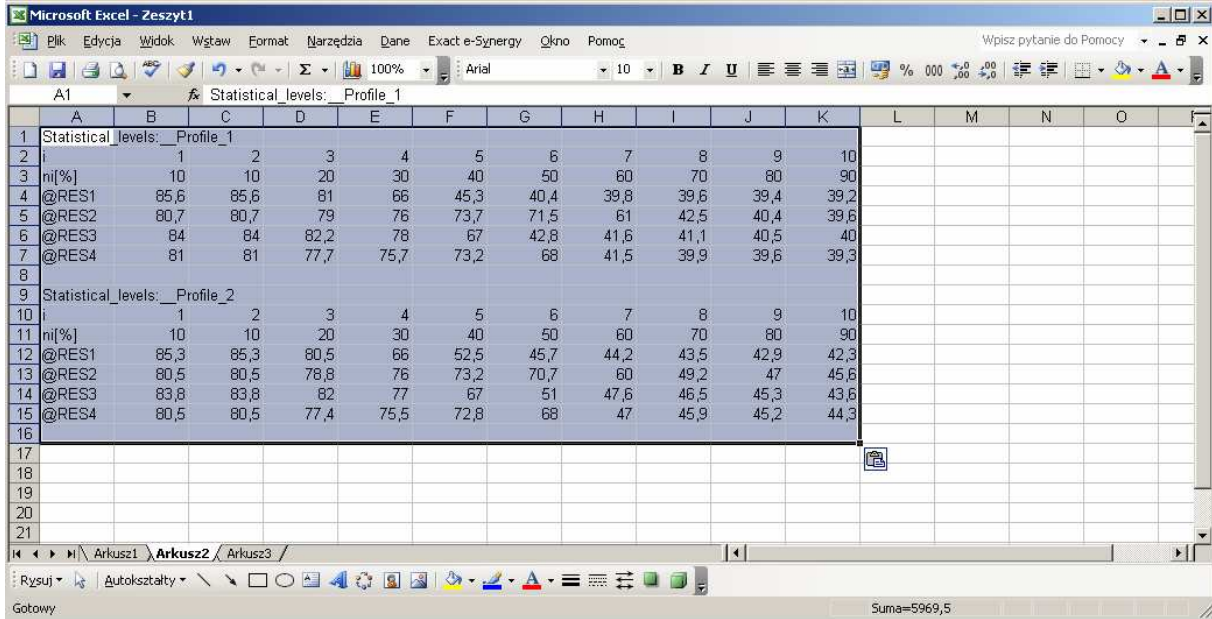 Microsoft Excel - Zeszyt1
Plik Edycja Widok Wstaw Format Narzędzia Dane Exact e-Synergy Okno Pomoc Wpisz pytanie do Pomocy
100% Arial 10 B I U % 000
A1 fx Statistical_levels:__Profile_1
A B C D E F G H I J K L M N O
1 Statistical_levels:__Profile_1
2 i 1 2 3 4 5 6 7 8 9 10
3 ni[%] 10 10 20 30 40 50 60 70 80 90
4 @RES1 85,6 85,6 81 66 45,3 40,4 39,8 39,6 39,4 39,2
5 @RES2 80,7 80,7 79 76 73,7 71,5 61 42,5 40,4 39,6
6 @RES3 84 84 82,2 78 67 42,8 41,6 41,1 40,5 40
7 @RES4 81 81 77,7 75,7 73,2 68 41,5 39,9 39,6 39,3
8
9 Statistical_levels:__Profile_2
10 i 1 2 3 4 5 6 7 8 9 10
11 ni[%] 10 10 20 30 40 50 60 70 80 90
12 @RES1 85,3 85,3 80,5 66 52,5 45,7 44,2 43,5 42,9 42,3
13 @RES2 80,5 80,5 78,8 76 73,2 70,7 60 49,2 47 45,6
14 @RES3 83,8 83,8 82 77 67 51 47,6 46,5 45,3 43,6
15 @RES4 80,5 80,5 77,4 75,5 72,8 68 47 45,9 45,2 44,3
16
17
18
19
20
21
Arkusz1 Arkusz2 Arkusz3
Rysuj Autokształty
Gotowy Suma=5969,5